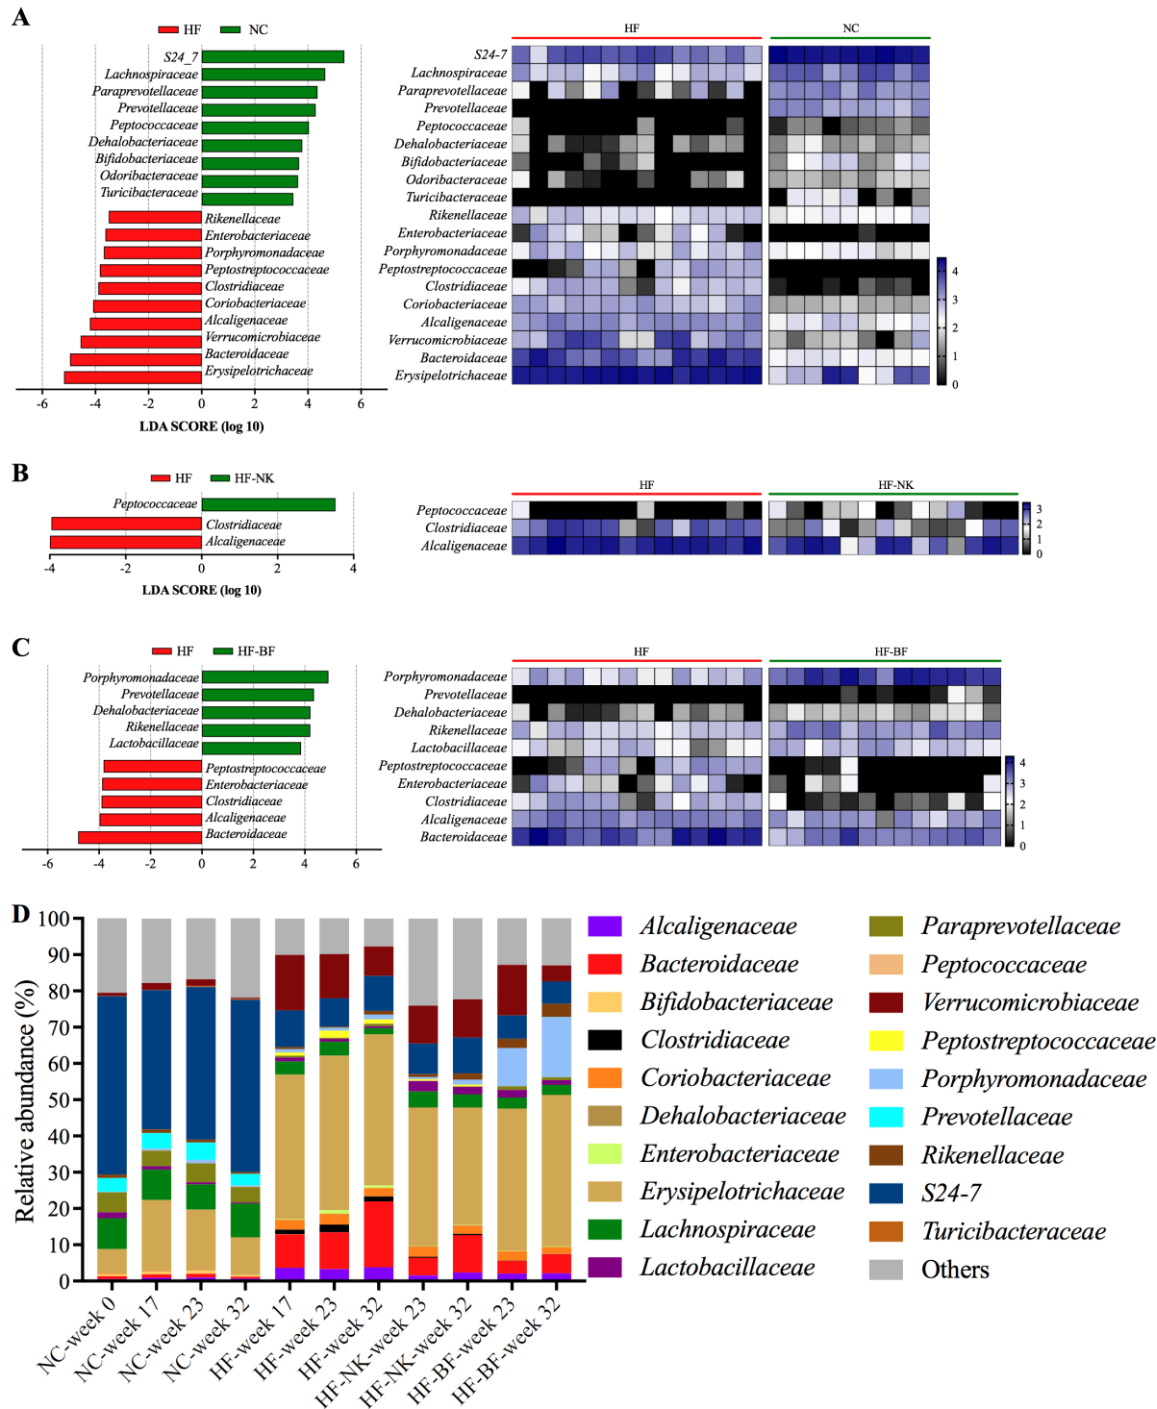 A
HF NC
S24_7
Lachnospiraceae
Paraprevotellaceae
Prevotellaceae
Peptococcaceae
Dehalobacteriaceae
Bifidobacteriaceae
Odoribacteraceae
Turicibacteraceae
Rikenellaceae
Enterobacteriaceae
Porphyromonadaceae
Peptostreptococcaceae
Clostridiaceae
Coriobacteriaceae
Alcaligenaceae
Verrucomicrobiaceae
Bacteroidaceae
Erysipelotrichaceae
-6 -4 -2 0 2 4 6
LDA SCORE (log 10)
HF NC
S24-7
Lachnospiraceae
Paraprevotellaceae
Prevotellaceae
Peptococcaceae
Dehalobacteriaceae
Bifidobacteriaceae
Odoribacteraceae
Turicibacteraceae
Rikenellaceae
Enterobacteriaceae
Porphyromonadaceae
Peptostreptococcaceae
Clostridiaceae
Coriobacteriaceae
Alcaligenaceae
Verrucomicrobiaceae
Bacteroidaceae
Erysipelotrichaceae
4
3
2
1
0
B
HF HF-NK
Peptococcaceae
Clostridiaceae
Alcaligenaceae
-4 -2 0 2 4
LDA SCORE (log 10)
HF HF-NK
Peptococcaceae
Clostridiaceae
Alcaligenaceae
3
2
1
0
C
HF HF-BF
Porphyromonadaceae
Prevotellaceae
Dehalobacteriaceae
Rikenellaceae
Lactobacillaceae
Peptostreptococcaceae
Enterobacteriaceae
Clostridiaceae
Alcaligenaceae
Bacteroidaceae
-6 -4 -2 0 2 4 6
LDA SCORE (log 10)
HF HF-BF
Porphyromonadaceae
Prevotellaceae
Dehalobacteriaceae
Rikenellaceae
Lactobacillaceae
Peptostreptococcaceae
Enterobacteriaceae
Clostridiaceae
Alcaligenaceae
Bacteroidaceae
4
3
2
1
0
D
Relative abundance (%)
100
90
80
70
60
50
40
30
20
10
0
NC-week 0
NC-week 17
NC-week 23
NC-week 32
HF-week 17
HF-week 23
HF-week 32
HF-NK-week 23
HF-NK-week 32
HF-BF-week 23
HF-BF-week 32
Alcaligenaceae
Bacteroidaceae
Bifidobacteriaceae
Clostridiaceae
Coriobacteriaceae
Dehalobacteriaceae
Enterobacteriaceae
Erysipelotrichaceae
Lachnospiraceae
Lactobacillaceae
Paraprevotellaceae
Peptococcaceae
Verrucomicrobiaceae
Peptostreptococcaceae
Porphyromonadaceae
Prevotellaceae
Rikenellaceae
S24-7
Turicibacteraceae
Others